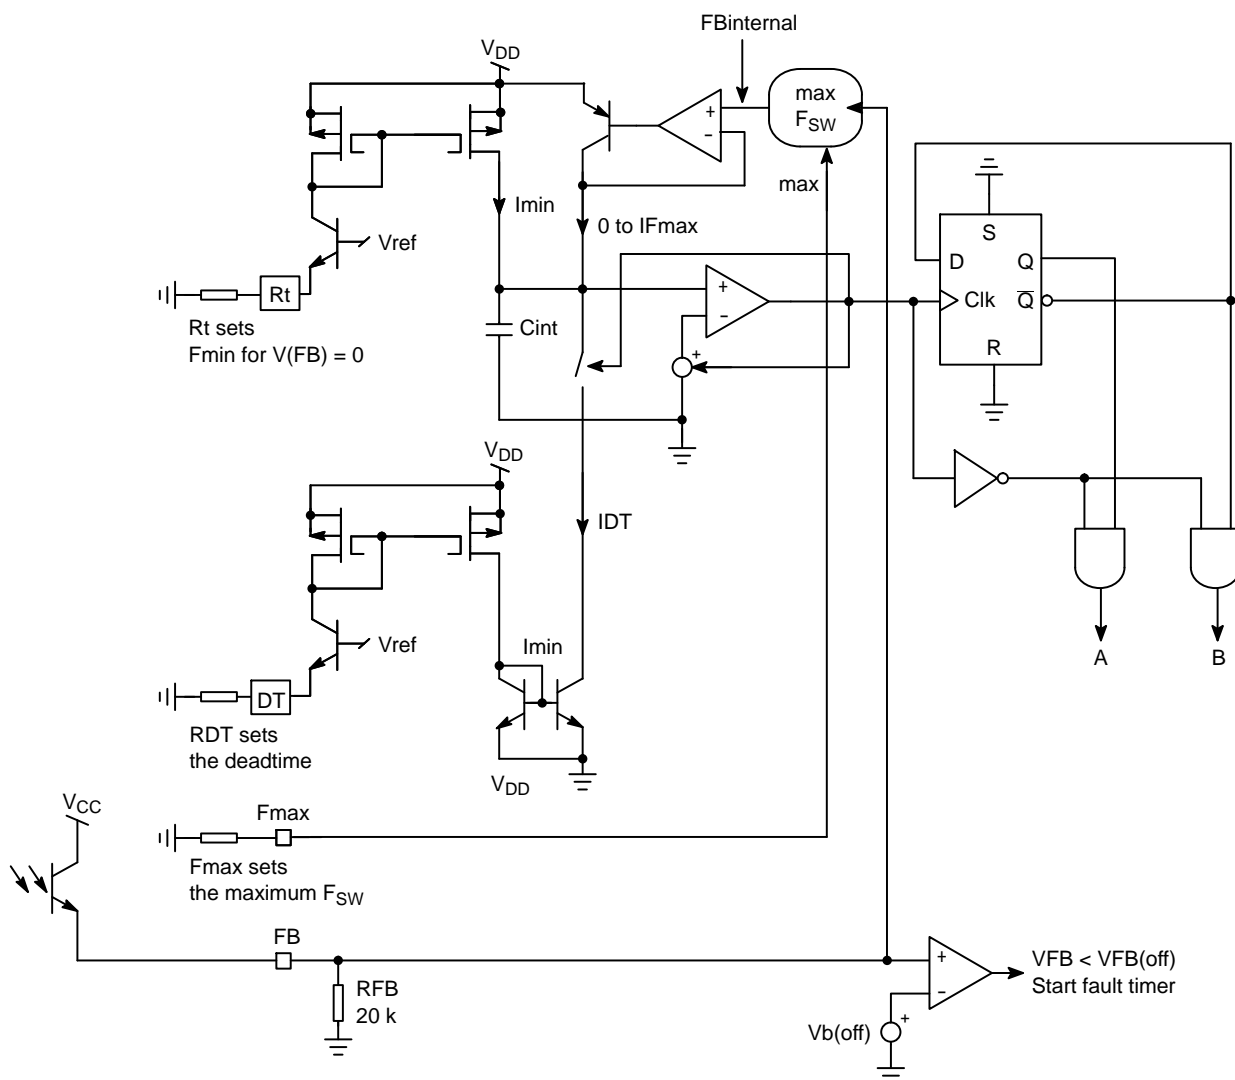 FBinternal
VDD
max
FSW
+
−
max
Imin
0 to IFmax
Vref
S
D
Q
Clk
Q
R
Rt
Rt sets
Fmin for V(FB) = 0
Cint
+
−
+
VDD
IDT
Vref
Imin
A
B
DT
RDT sets
the deadtime
VDD
VCC
Fmax
Fmax sets
the maximum FSW
FB
RFB
20 k
+
−
VFB < VFB(off)
Start fault timer
+
Vb(off)